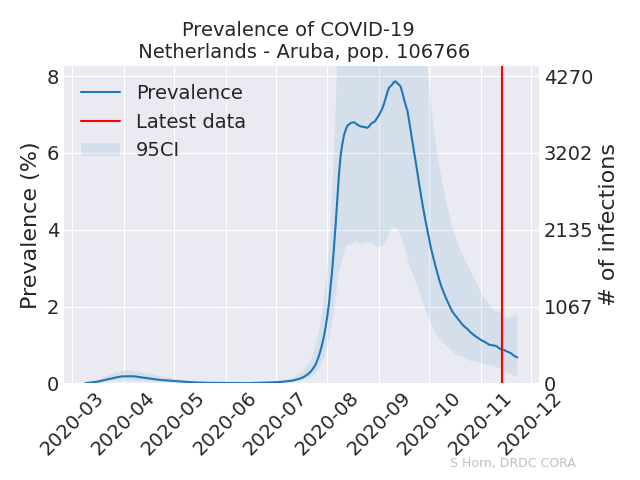 Prevalence of COVID-19
Netherlands - Aruba, pop. 106766
Prevalence
Latest data
95CI
Prevalence (%)
8
6
4
2
0
4270
3202
2135
1067
0
# of infections
2020-03
2020-04
2020-05
2020-06
2020-07
2020-08
2020-09
2020-10
2020-11
2020-12
S Horn, DRDC CORA